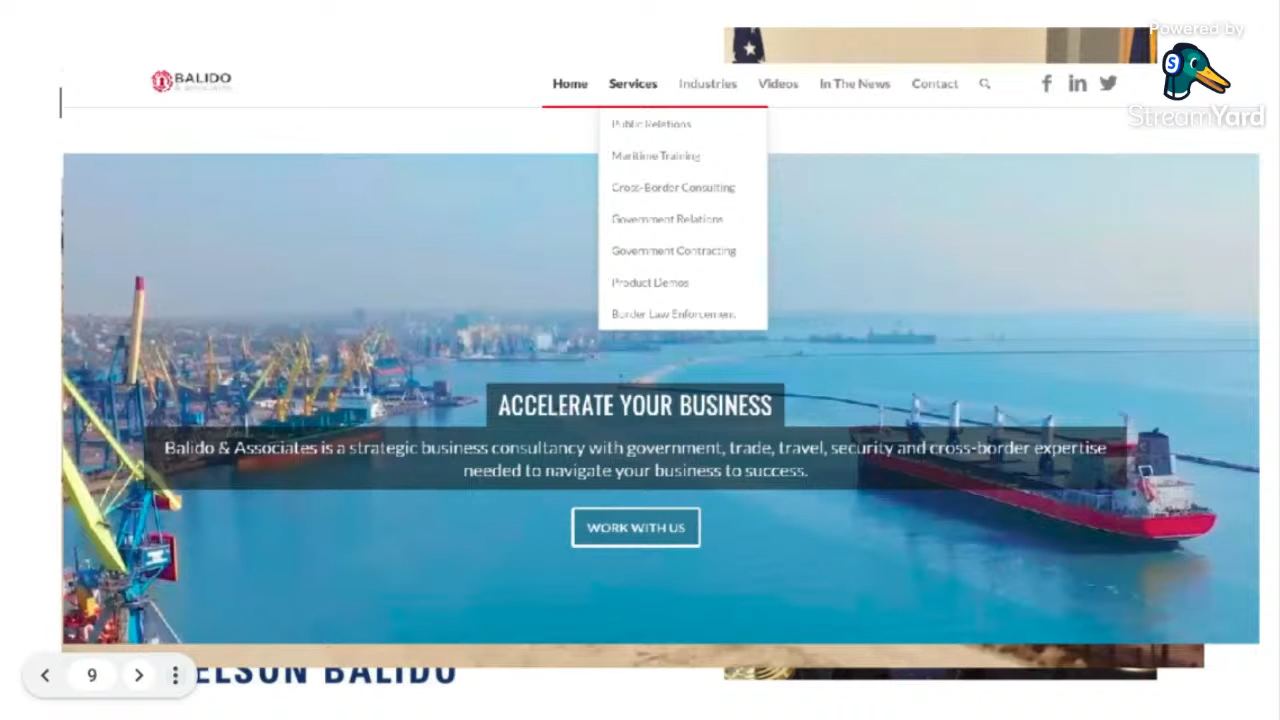 Powered by
StreamYard
BALIDO
& ASSOCIATES
Home Services Industries Videos In The News Contact
Public Relations
Maritime Training
Cross-Border Consulting
Government Relations
Government Contracting
Product Demos
Border Law Enforcement
ACCELERATE YOUR BUSINESS
Balido & Associates is a strategic business consultancy with government, trade, travel, security and cross-border expertise
needed to navigate your business to success.
WORK WITH US
9
ELSON BALIDO